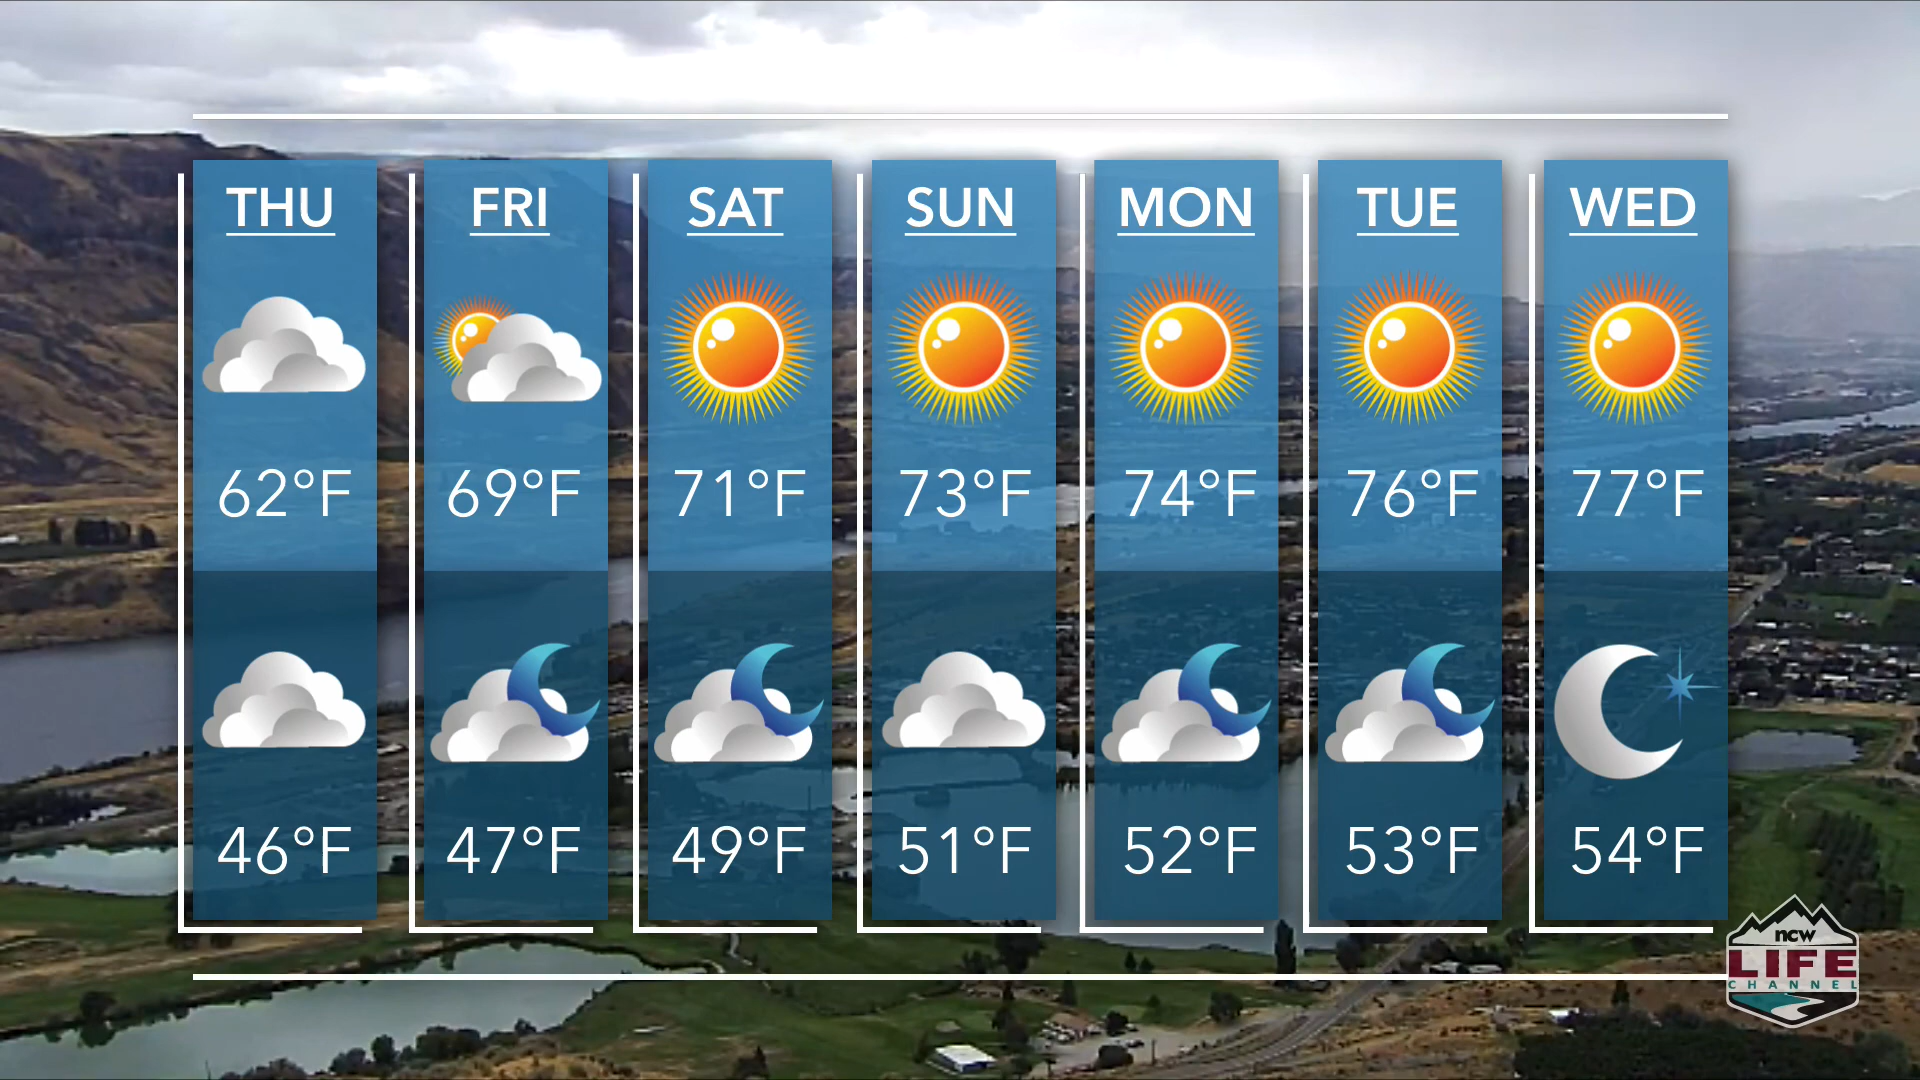 THU FRI SAT SUN MON TUE WED
62°F 69°F 71°F 73°F 74°F 76°F 77°F
46°F 47°F 49°F 51°F 52°F 53°F 54°F
ncw
LIFE
CHANNEL